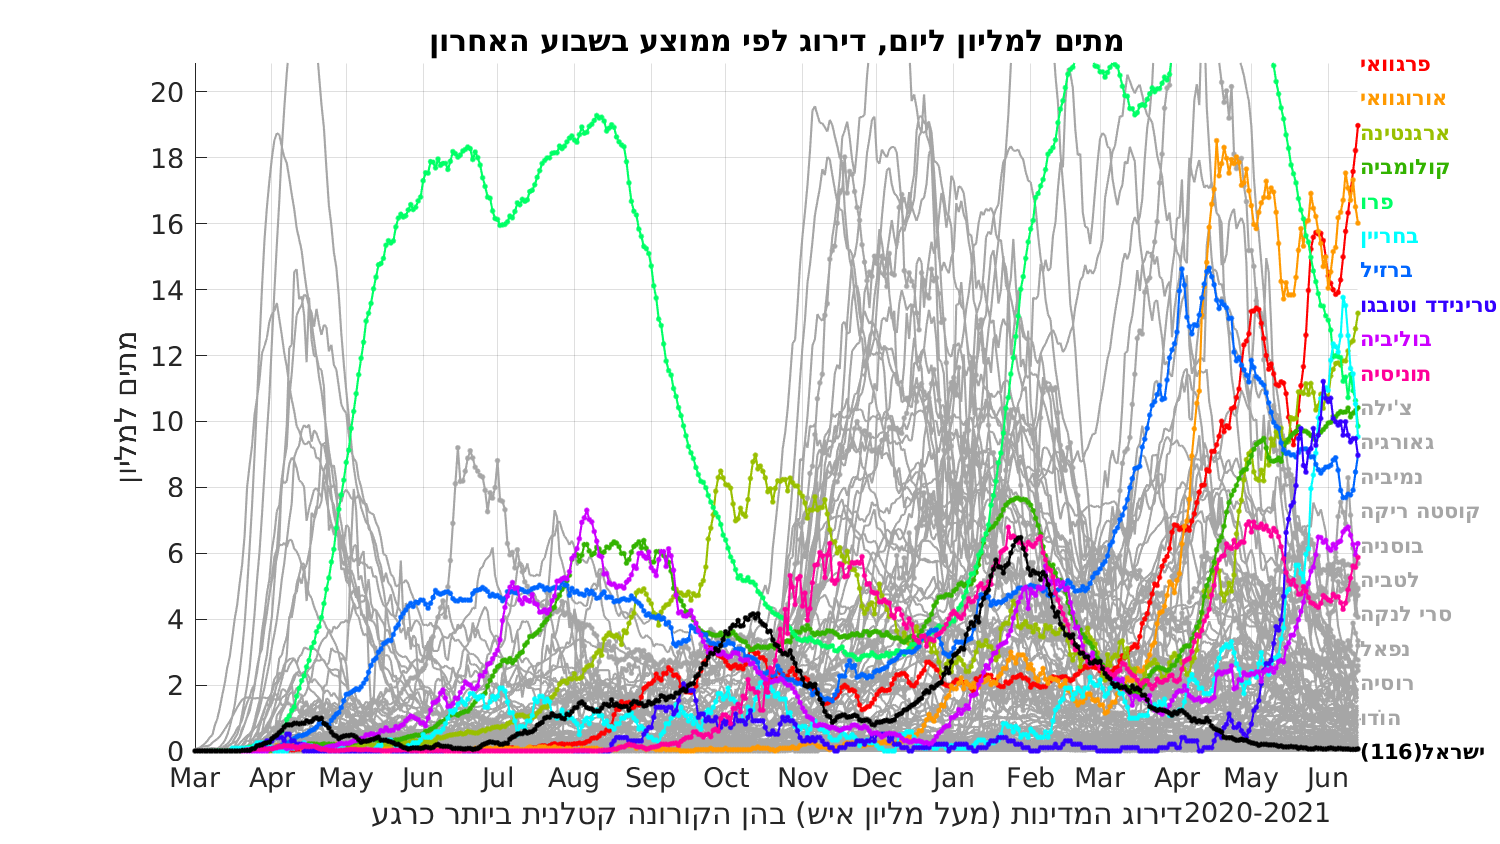 מתים למליון ליום, דירוג לפי ממוצע בשבוע האחרון
מתים למליון
20
18
16
14
12
10
8
6
4
2
0
Mar Apr May Jun Jul Aug Sep Oct Nov Dec Jan Feb Mar Apr May Jun
דירוג המדינות (מעל מליון איש) בהן הקורונה קטלנית ביותר כרגע2020-2021
פרגוואי
אורוגוואי
ארגנטינה
קולומביה
פרו
בחריין
ברזיל
טרינידד וטובגו
בוליביה
תוניסיה
צ'ילה
גאורגיה
נמיביה
קוסטה ריקה
בוסניה
לטביה
סרי לנקה
נפאל
רוסיה
הודו
ישראל(116)